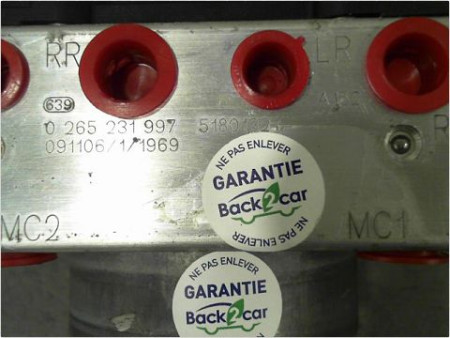 RR LR
639
0 265 231 997
091106/1/1969
MC2 MC1
NE PAS ENLEVER
GARANTIE
Back2car
NE PAS ENLEVER
NE PAS ENLEVER
GARANTIE
Back2car